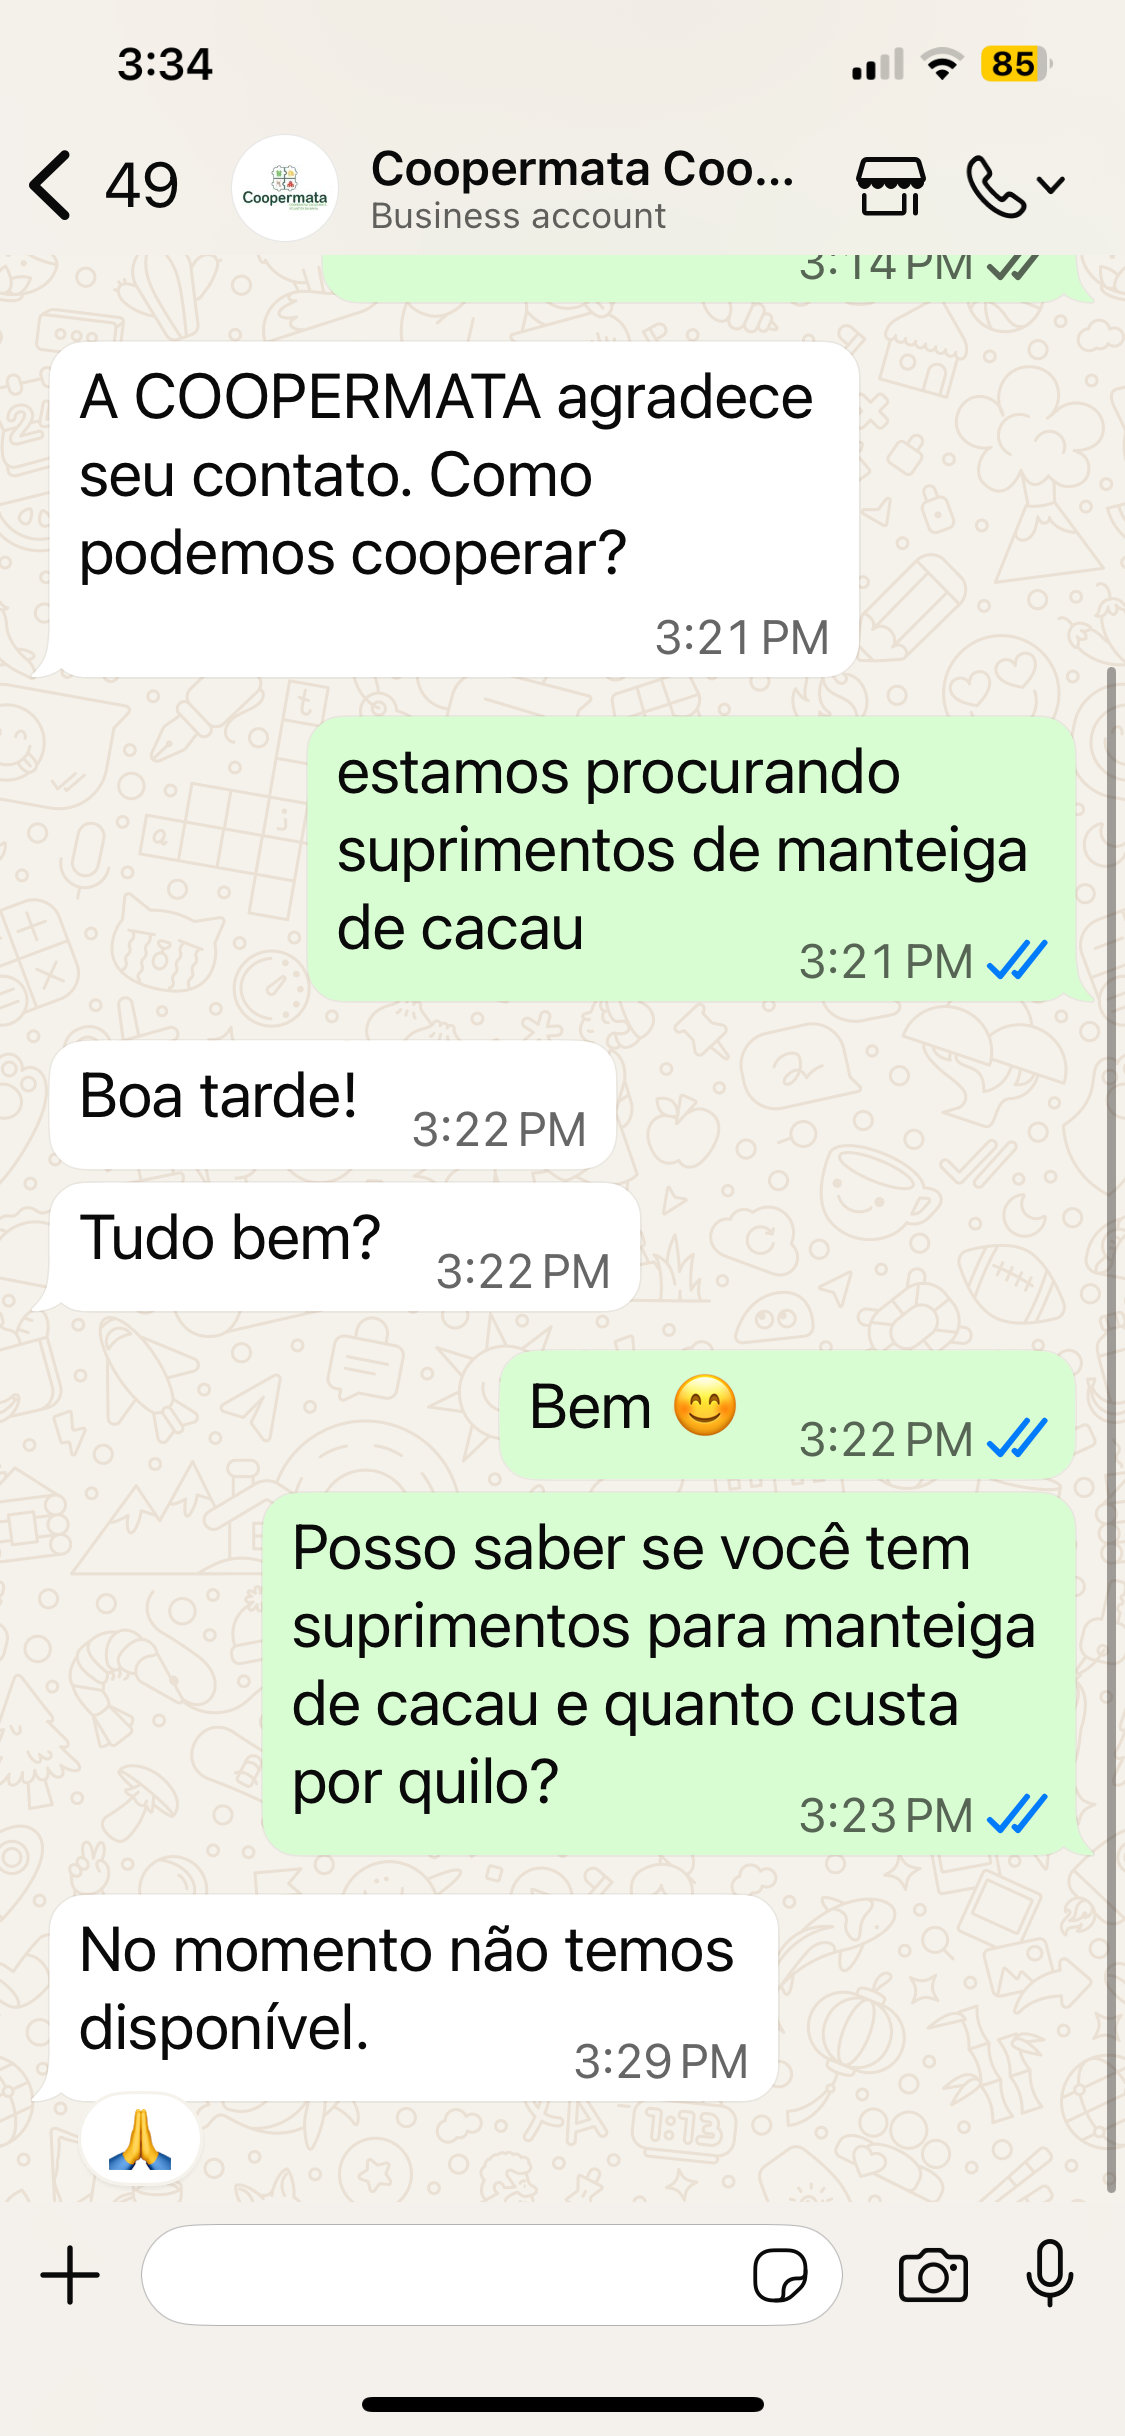 3:34
85
49
Coopermata
Coopermata Coo...
Business account
3:14 PM
A COOPERMATA agradece
seu contato. Como
podemos cooperar?
3:21 PM
estamos procurando
suprimentos de manteiga
de cacau
3:21 PM
Boa tarde!
3:22 PM
Tudo bem?
3:22 PM
Bem 😊
3:22 PM
Posso saber se você tem
suprimentos para manteiga
de cacau e quanto custa
por quilo?
3:23 PM
No momento não temos
disponível.
3:29 PM
🙏